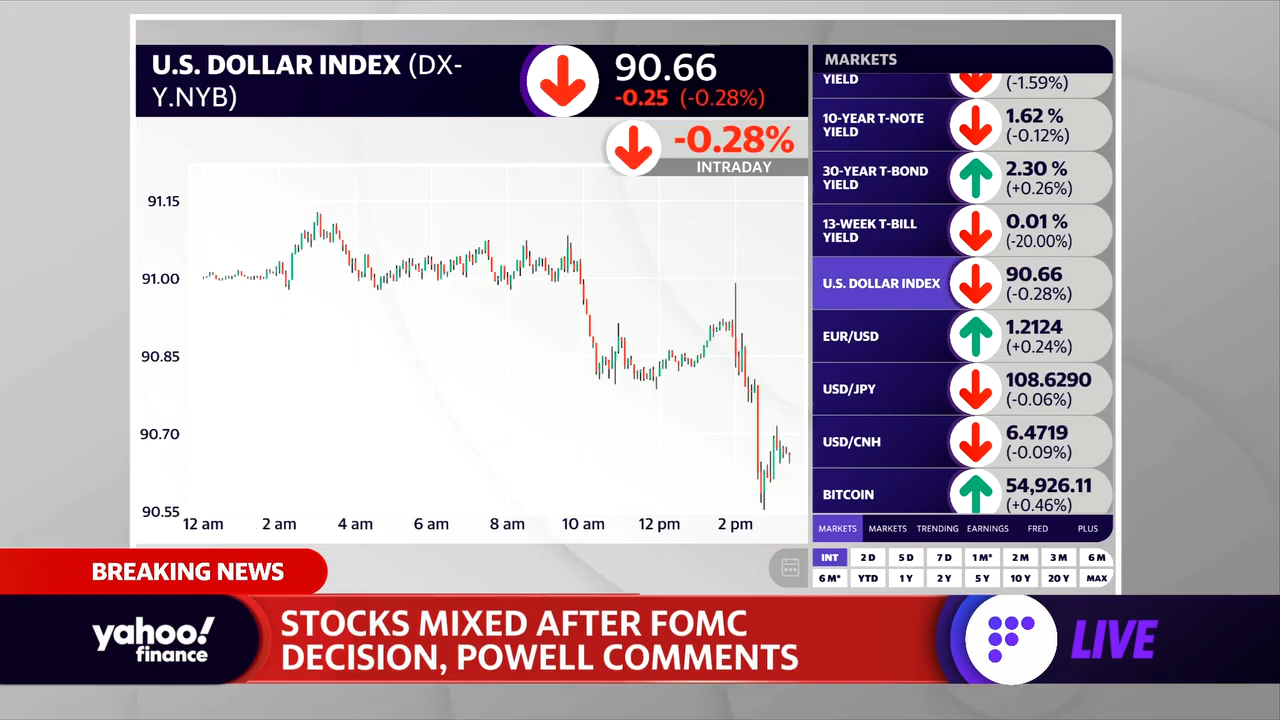 U.S. DOLLAR INDEX (DX-
Y.NYB)
90.66
-0.25 (-0.28%)
-0.28%
INTRADAY
91.15
91.00
90.85
90.70
90.55
12 am 2 am 4 am 6 am 8 am 10 am 12 pm 2 pm
MARKETS
YIELD
(-1.59%)
10-YEAR T-NOTE
YIELD
1.62 %
(-0.12%)
30-YEAR T-BOND
YIELD
2.30 %
(+0.26%)
13-WEEK T-BILL
YIELD
0.01 %
(-20.00%)
U.S. DOLLAR INDEX
90.66
(-0.28%)
EUR/USD
1.2124
(+0.24%)
USD/JPY
108.6290
(-0.06%)
USD/CNH
6.4719
(-0.09%)
BITCOIN
54,926.11
(+0.46%)
MARKETS MARKETS TRENDING EARNINGS FRED PLUS
INT 2 D 5 D 7 D 1 M* 2 M 3 M 6 M
6 M* YTD 1 Y 2 Y 5 Y 10 Y 20 Y MAX
BREAKING NEWS
yahoo!
finance
STOCKS MIXED AFTER FOMC
DECISION, POWELL COMMENTS
LIVE